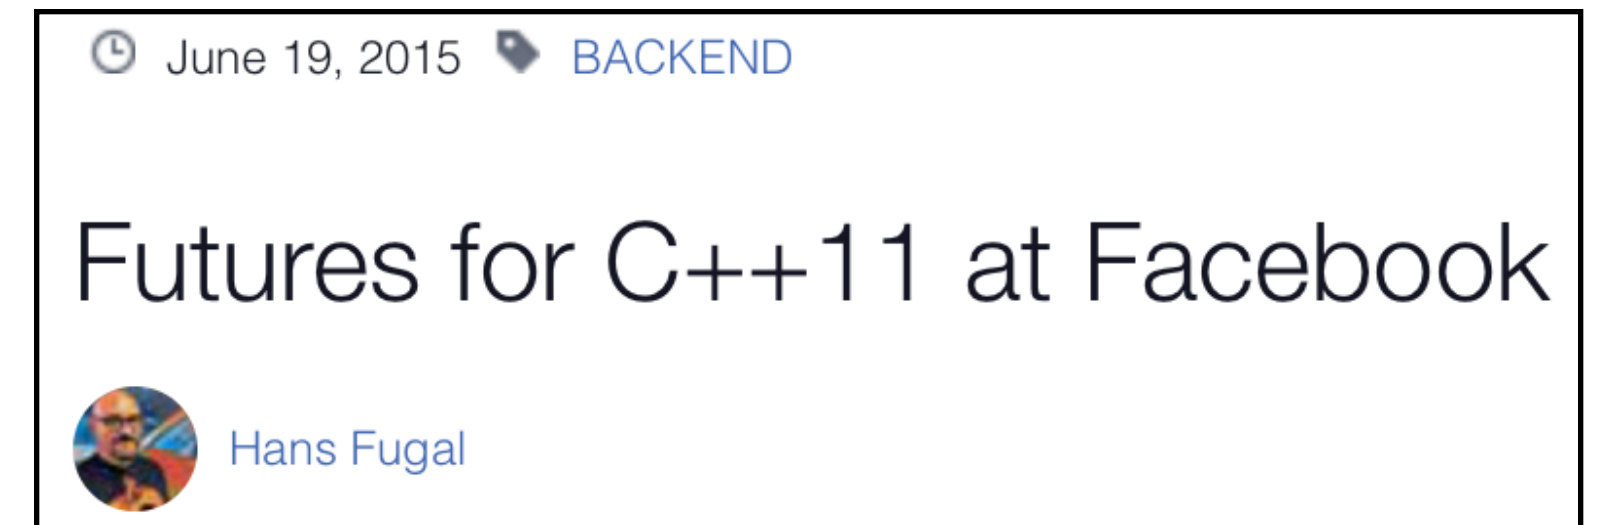 June 19, 2015 BACKEND
Futures for C++11 at Facebook
Hans Fugal